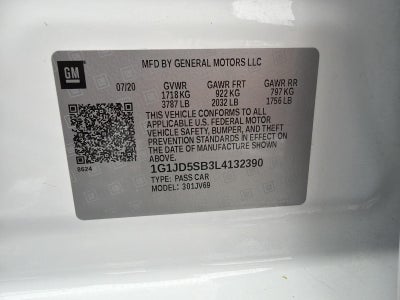 GM
MFD BY GENERAL MOTORS LLC
07/20 GVWR GAWR FRT GAWR RR
1718 KG 922 KG 797 KG
3787 LB 2032 LB 1756 LB
THIS VEHICLE CONFORMS TO ALL
APPLICABLE U.S. FEDERAL MOTOR
VEHICLE SAFETY, BUMPER, AND THEFT
PREVENTION STANDARDS IN EFFECT
ON THE DATE OF MANUFACTURE
SHOWN ABOVE.
8624
1G1JD5SB3L4132390
TYPE: PASS CAR
MODEL: 301JV69